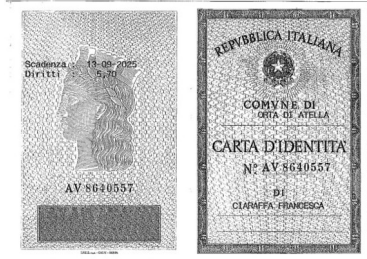 Scadenza : 13-09-2025
Diritti : 5,70
AV 8640557
REPVBBLICA ITALIANA
COMVNE DI
ORTA DI ATELLA
CARTA D'IDENTITA'
N° AV 8640557
DI
CIARAFFA FRANCESCA